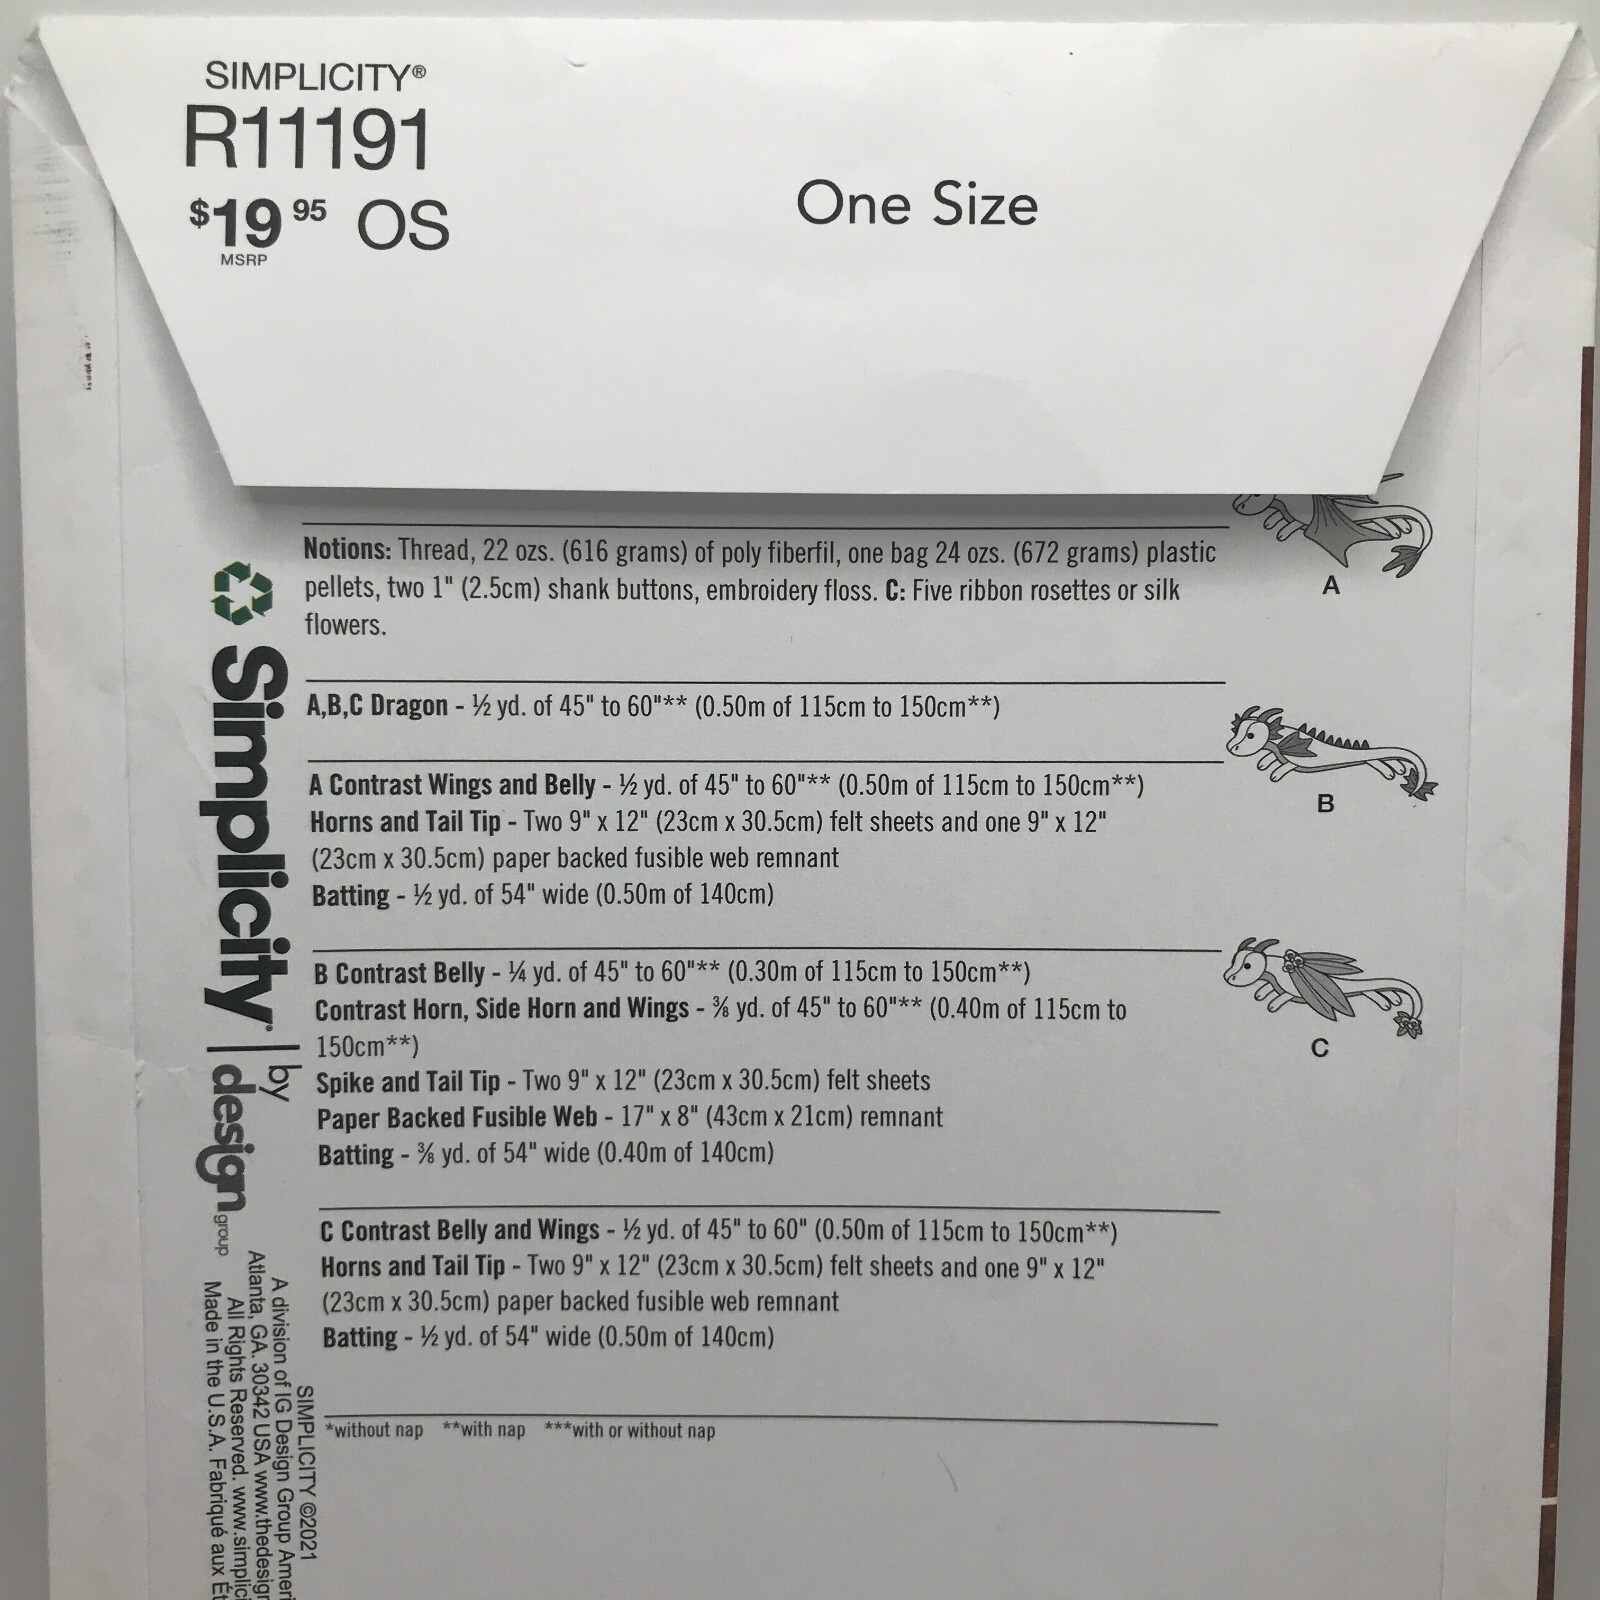 SIMPLICITY®
R11191
$19 95 OS
MSRP
One Size
Notions: Thread, 22 ozs. (616 grams) of poly fiberfil, one bag 24 ozs. (672 grams) plastic
pellets, two 1" (2.5cm) shank buttons, embroidery floss. C: Five ribbon rosettes or silk
flowers.
A
A,B,C Dragon - ½ yd. of 45" to 60"** (0.50m of 115cm to 150cm**)
A Contrast Wings and Belly - ½ yd. of 45" to 60"** (0.50m of 115cm to 150cm**)
Horns and Tail Tip - Two 9" x 12" (23cm x 30.5cm) felt sheets and one 9" x 12"
(23cm x 30.5cm) paper backed fusible web remnant
Batting - ½ yd. of 54" wide (0.50m of 140cm)
B
B Contrast Belly - ¼ yd. of 45" to 60"** (0.30m of 115cm to 150cm**)
Contrast Horn, Side Horn and Wings - ⅜ yd. of 45" to 60"** (0.40m of 115cm to
150cm**)
Spike and Tail Tip - Two 9" x 12" (23cm x 30.5cm) felt sheets
Paper Backed Fusible Web - 17" x 8" (43cm x 21cm) remnant
Batting - ⅜ yd. of 54" wide (0.40m of 140cm)
C
C Contrast Belly and Wings - ½ yd. of 45" to 60" (0.50m of 115cm to 150cm**)
Horns and Tail Tip - Two 9" x 12" (23cm x 30.5cm) felt sheets and one 9" x 12"
(23cm x 30.5cm) paper backed fusible web remnant
Batting - ½ yd. of 54" wide (0.50m of 140cm)
*without nap **with nap ***with or without nap
Simplicity®
by
design
group
SIMPLICITY ©2021
A division of IG Design Group Ameri
Atlanta, GA. 30342 USA www.thedesign
All Rights Reserved. www.simplici
Made in the U.S.A. Fabriqué aux Ét